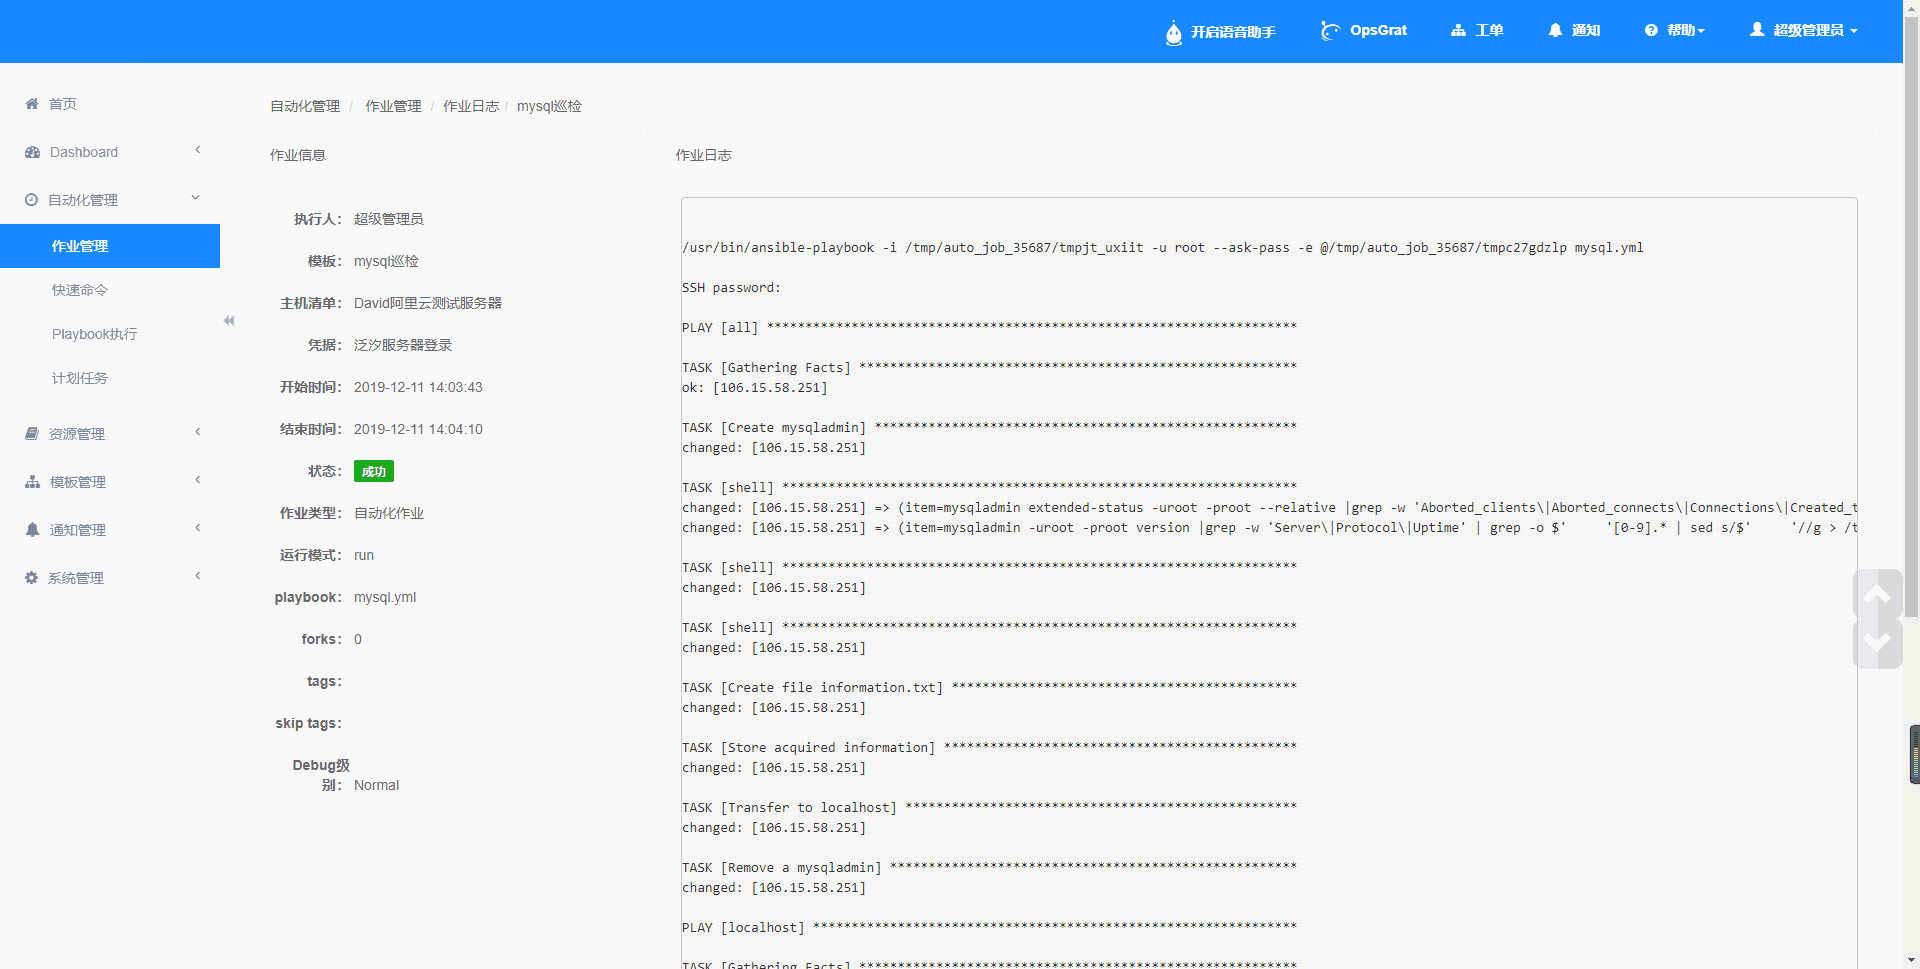 开启语音助手 OpsGrat 工单 通知 帮助 超级管理员
首页
Dashboard
自动化管理
作业管理
快速命令
Playbook执行
计划任务
资源管理
模板管理
通知管理
系统管理
自动化管理 / 作业管理 / 作业日志 / mysql巡检
作业信息
执行人： 超级管理员
模板： mysql巡检
主机清单： David阿里云测试服务器
凭据： 泛汐服务器登录
开始时间： 2019-12-11 14:03:43
结束时间： 2019-12-11 14:04:10
状态： 成功
作业类型： 自动化作业
运行模式： run
playbook： mysql.yml
forks： 0
tags：
skip tags：
Debug级
别： Normal
作业日志
/usr/bin/ansible-playbook -i /tmp/auto_job_35687/tmpjt_uxiit -u root --ask-pass -e @/tmp/auto_job_35687/tmpc27gdzlp mysql.yml
SSH password:
PLAY [all] *********************************************************************
TASK [Gathering Facts] *********************************************************
ok: [106.15.58.251]
TASK [Create mysqladmin] *******************************************************
changed: [106.15.58.251]
TASK [shell] *******************************************************************
changed: [106.15.58.251] => (item=mysqladmin extended-status -uroot -proot --relative |grep -w 'Aborted_clients\|Aborted_connects\|Connections\|Created_t
changed: [106.15.58.251] => (item=mysqladmin -uroot -proot version |grep -w 'Server\|Protocol\|Uptime' | grep -o $'     '[0-9].* | sed s/$'     '//g > /t
TASK [shell] *******************************************************************
changed: [106.15.58.251]
TASK [shell] *******************************************************************
changed: [106.15.58.251]
TASK [Create file information.txt] *********************************************
changed: [106.15.58.251]
TASK [Store acquired information] **********************************************
changed: [106.15.58.251]
TASK [Transfer to localhost] ***************************************************
changed: [106.15.58.251]
TASK [Remove a mysqladmin] *****************************************************
changed: [106.15.58.251]
PLAY [localhost] ***************************************************************
TASK [Gathering Facts] *********************************************************